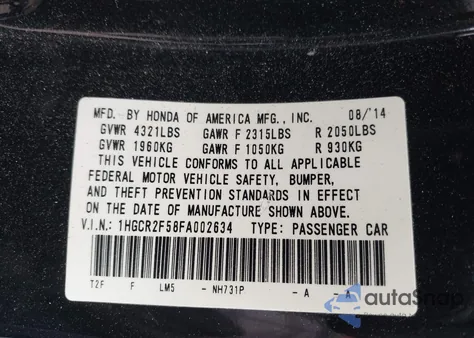 MFD. BY HONDA OF AMERICA MFG., INC. 08/'14
GVWR 4321LBS GAWR F 2315LBS R 2050LBS
GVWR 1960KG GAWR F 1050KG R 930KG
THIS VEHICLE CONFORMS TO ALL APPLICABLE
FEDERAL MOTOR VEHICLE SAFETY, BUMPER,
AND THEFT PREVENTION STANDARDS IN EFFECT
ON THE DATE OF MANUFACTURE SHOWN ABOVE.
V.I.N.: 1HGCR2F58FA002634 TYPE: PASSENGER CAR
T2F F LM5 - NH731P - A - A
autoSnap